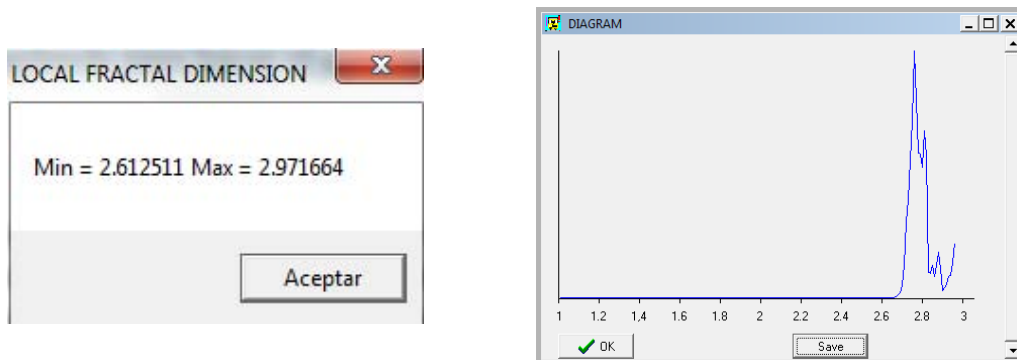 LOCAL FRACTAL DIMENSION
Min = 2.612511 Max = 2.971664
Aceptar
DIAGRAM
1 1.2 1,4 1.6 1.8 2 2.2 2.4 2.6 2.8 3
OK Save